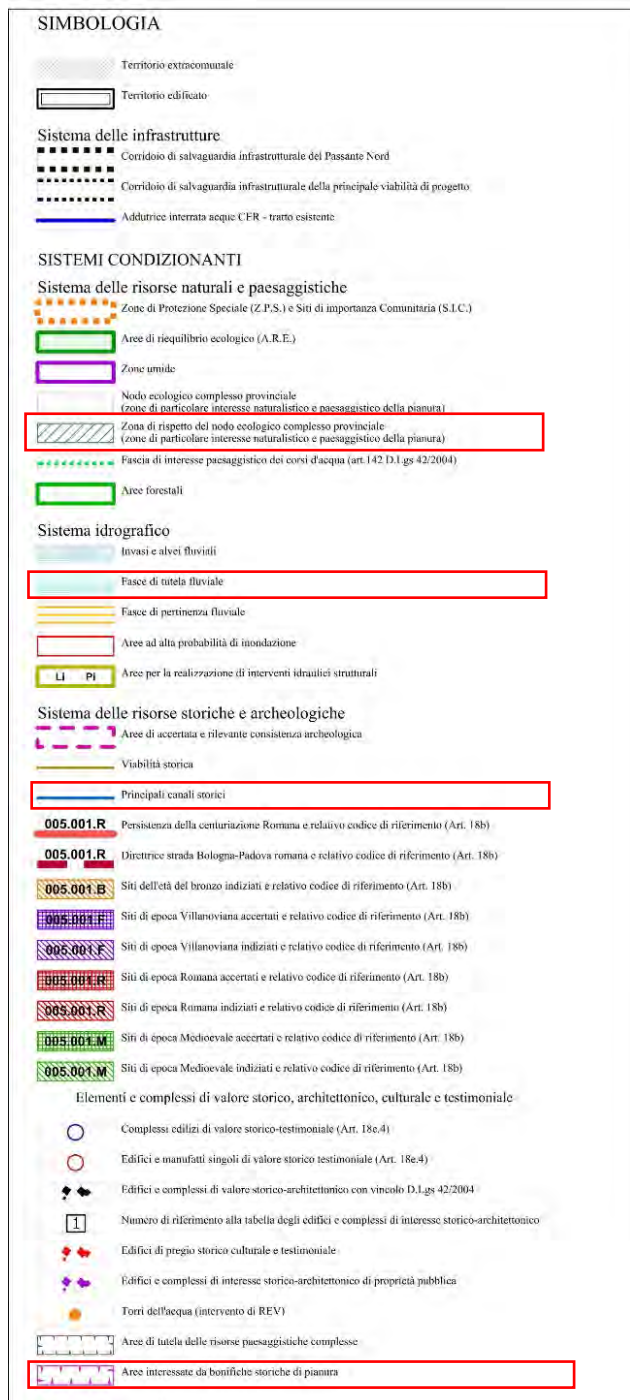 SIMBOLOGIA
Territorio extracomunale
Territorio edificato
Sistema delle infrastrutture
Corridoio di salvaguardia infrastrutturale del Passante Nord
Corridoio di salvaguardia infrastrutturale della principale viabilità di progetto
Adduttrice interrata acque CER - tratto esistente
SISTEMI CONDIZIONANTI
Sistema delle risorse naturali e paesaggistiche
Zone di Protezione Speciale (Z.P.S.) e Siti di importanza Comunitaria (S.I.C.)
Aree di riequilibrio ecologico (A.R.E.)
Zone umide
Nodo ecologico complesso provinciale
(zone di particolare interesse naturalistico e paesaggistico della pianura)
Zona di rispetto del nodo ecologico complesso provinciale
(zone di particolare interesse naturalistico e paesaggistico della pianura)
Fascia di interesse paesaggistico dei corsi d'acqua (art.142 D.Lgs 42/2004)
Aree forestali
Sistema idrografico
Invasi e alvei fluviali
Fasce di tutela fluviale
Fasce di pertinenza fluviale
Aree ad alta probabilità di inondazione
Li Pi Aree per la realizzazione di interventi idraulici strutturali
Sistema delle risorse storiche e archeologiche
Aree di accertata e rilevante consistenza archeologica
Viabilità storica
Principali canali storici
005.001.R Persistenza della centuriazione Romana e relativo codice di riferimento (Art. 18b)
005.001.R Direttrice strada Bologna-Padova romana e relativo codice di riferimento (Art. 18b)
005.001.B Siti dell'età del bronzo indiziati e relativo codice di riferimento (Art. 18b)
005.001.F Siti di epoca Villanoviana accertati e relativo codice di riferimento (Art. 18b)
005.001.F Siti di epoca Villanoviana indiziati e relativo codice di riferimento (Art. 18b)
005.001.R Siti di epoca Romana accertati e relativo codice di riferimento (Art. 18b)
005.001.R Siti di epoca Romana indiziati e relativo codice di riferimento (Art. 18b)
005.001.M Siti di epoca Medioevale accertati e relativo codice di riferimento (Art. 18b)
005.001.M Siti di epoca Medioevale indiziati e relativo codice di riferimento (Art. 18b)
Elementi e complessi di valore storico, architettonico, culturale e testimoniale
Complessi edilizi di valore storico-testimoniale (Art. 18e.4)
Edifici e manufatti singoli di valore storico testimoniale (Art. 18e.4)
Edifici e complessi di valore storico-architettonico con vincolo D.Lgs 42/2004
1 Numero di riferimento alla tabella degli edifici e complessi di interesse storico-architettonico
Edifici di pregio storico culturale e testimoniale
Edifici e complessi di interesse storico-architettonico di proprietà pubblica
Torri dell'acqua (intervento di REV)
Aree di tutela delle risorse paesaggistiche complesse
Aree interessate da bonifiche storiche di pianura